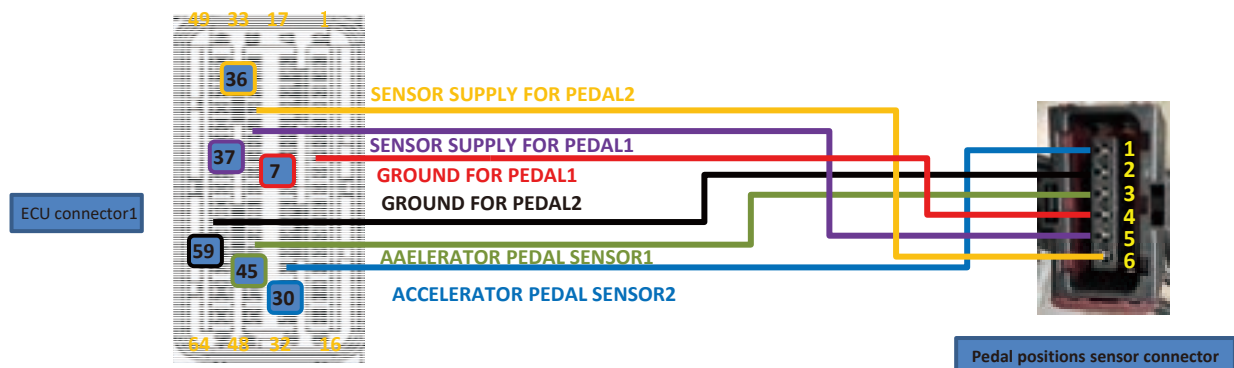 49 33 17 1
36
SENSOR SUPPLY FOR PEDAL2
1
37
SENSOR SUPPLY FOR PEDAL1
2
7
GROUND FOR PEDAL1
3
GROUND FOR PEDAL2
4
ECU connector1
5
59
45
AAELERATOR PEDAL SENSOR1
6
30
ACCELERATOR PEDAL SENSOR2
64 48 32 16
Pedal positions sensor connector